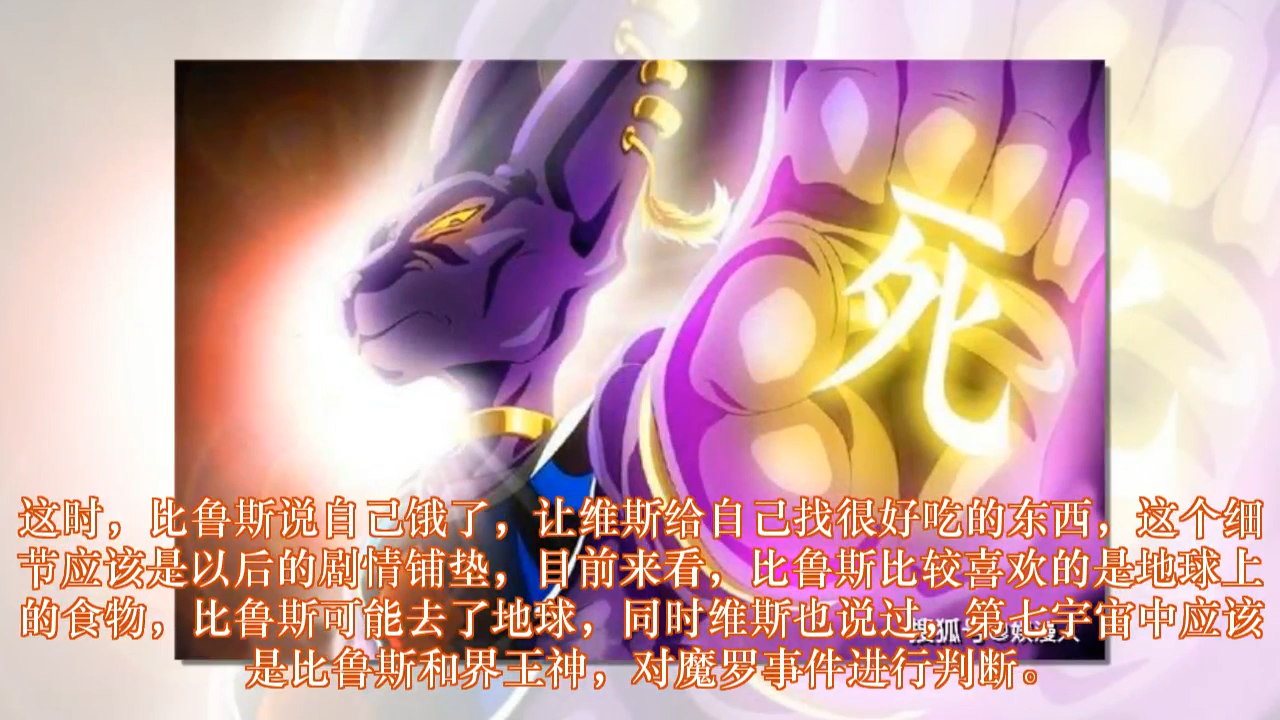 死
这时，比鲁斯说自己饿了，让维斯给自己找很好吃的东西，这个细
节应该是以后的剧情铺垫，目前来看，比鲁斯比较喜欢的是地球上
的食物，比鲁斯可能去了地球，同时维斯也说过，第七宇宙中应该
是比鲁斯和界王神，对魔罗事件进行判断。
搜狐